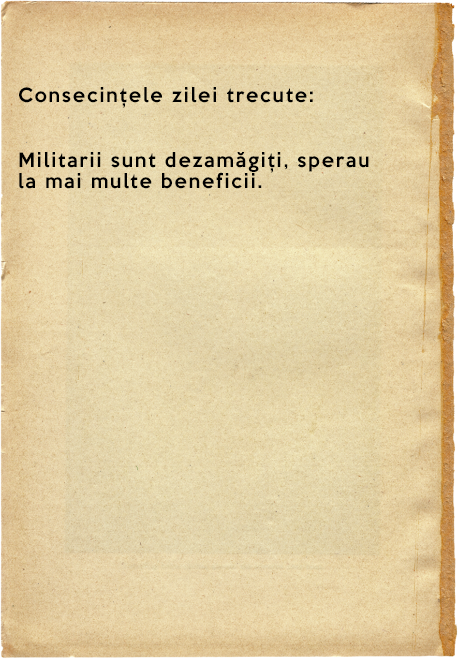 Consecințele zilei trecute:
Militarii sunt dezamăgiți, sperau
la mai multe beneficii.